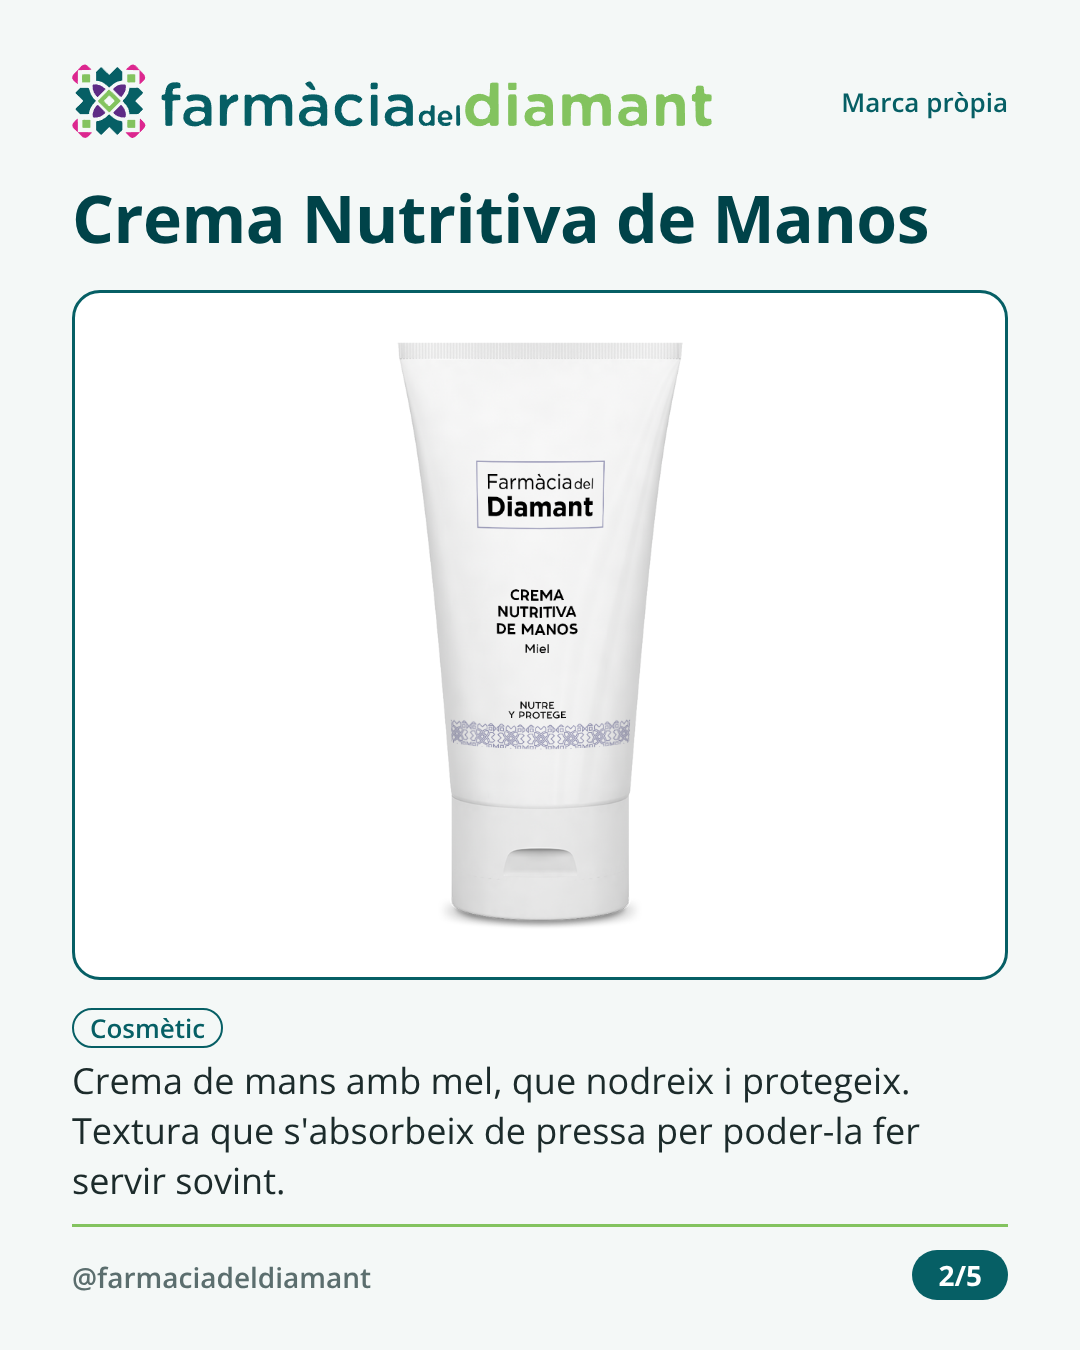 farmàciadeldiamant
Marca pròpia
Crema Nutritiva de Manos
Farmàcia del
Diamant
CREMA
NUTRITIVA
DE MANOS
Miel
NUTRE
Y PROTEGE
Cosmètic
Crema de mans amb mel, que nodreix i protegeix.
Textura que s'absorbeix de pressa per poder-la fer
servir sovint.
@farmaciadeldiamant
2/5